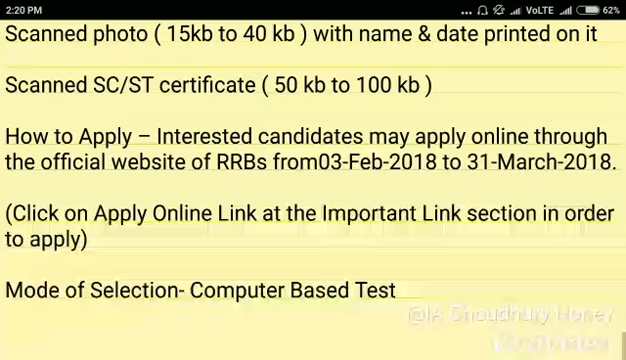 2:20 PM
VoLTE
62%
Scanned photo ( 15kb to 40 kb ) with name & date printed on it
Scanned SC/ST certificate ( 50 kb to 100 kb )
How to Apply – Interested candidates may apply online through
the official website of RRBs from03-Feb-2018 to 31-March-2018.
(Click on Apply Online Link at the Important Link section in order
to apply)
Mode of Selection- Computer Based Test
@IA Choudhury Huney